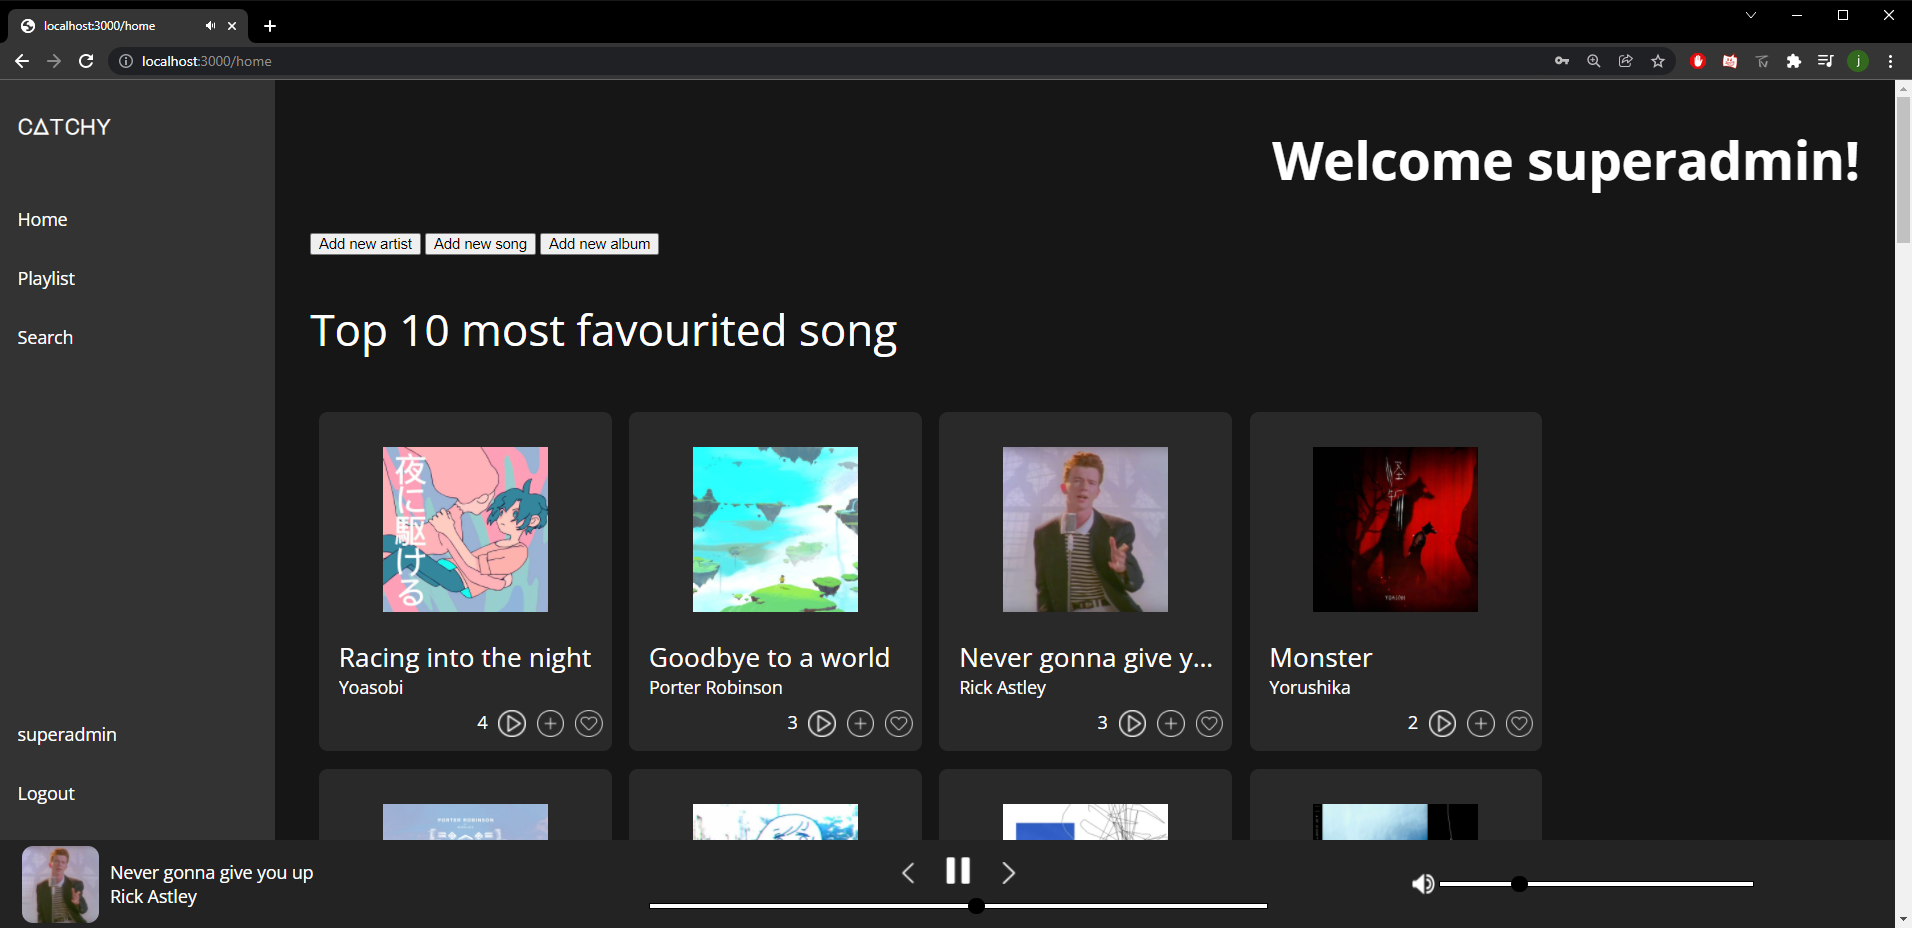 localhost:3000/home
localhost:3000/home
j
CΔTCHY
Home
Playlist
Search
superadmin
Logout
Welcome superadmin!
Add new artist Add new song Add new album
Top 10 most favourited song
夜に駆ける
Racing into the night
Yoasobi
4
Goodbye to a world
Porter Robinson
3
Never gonna give y...
Rick Astley
3
Monster
Yorushika
2
PORTER ROBINSON
Never gonna give you up
Rick Astley